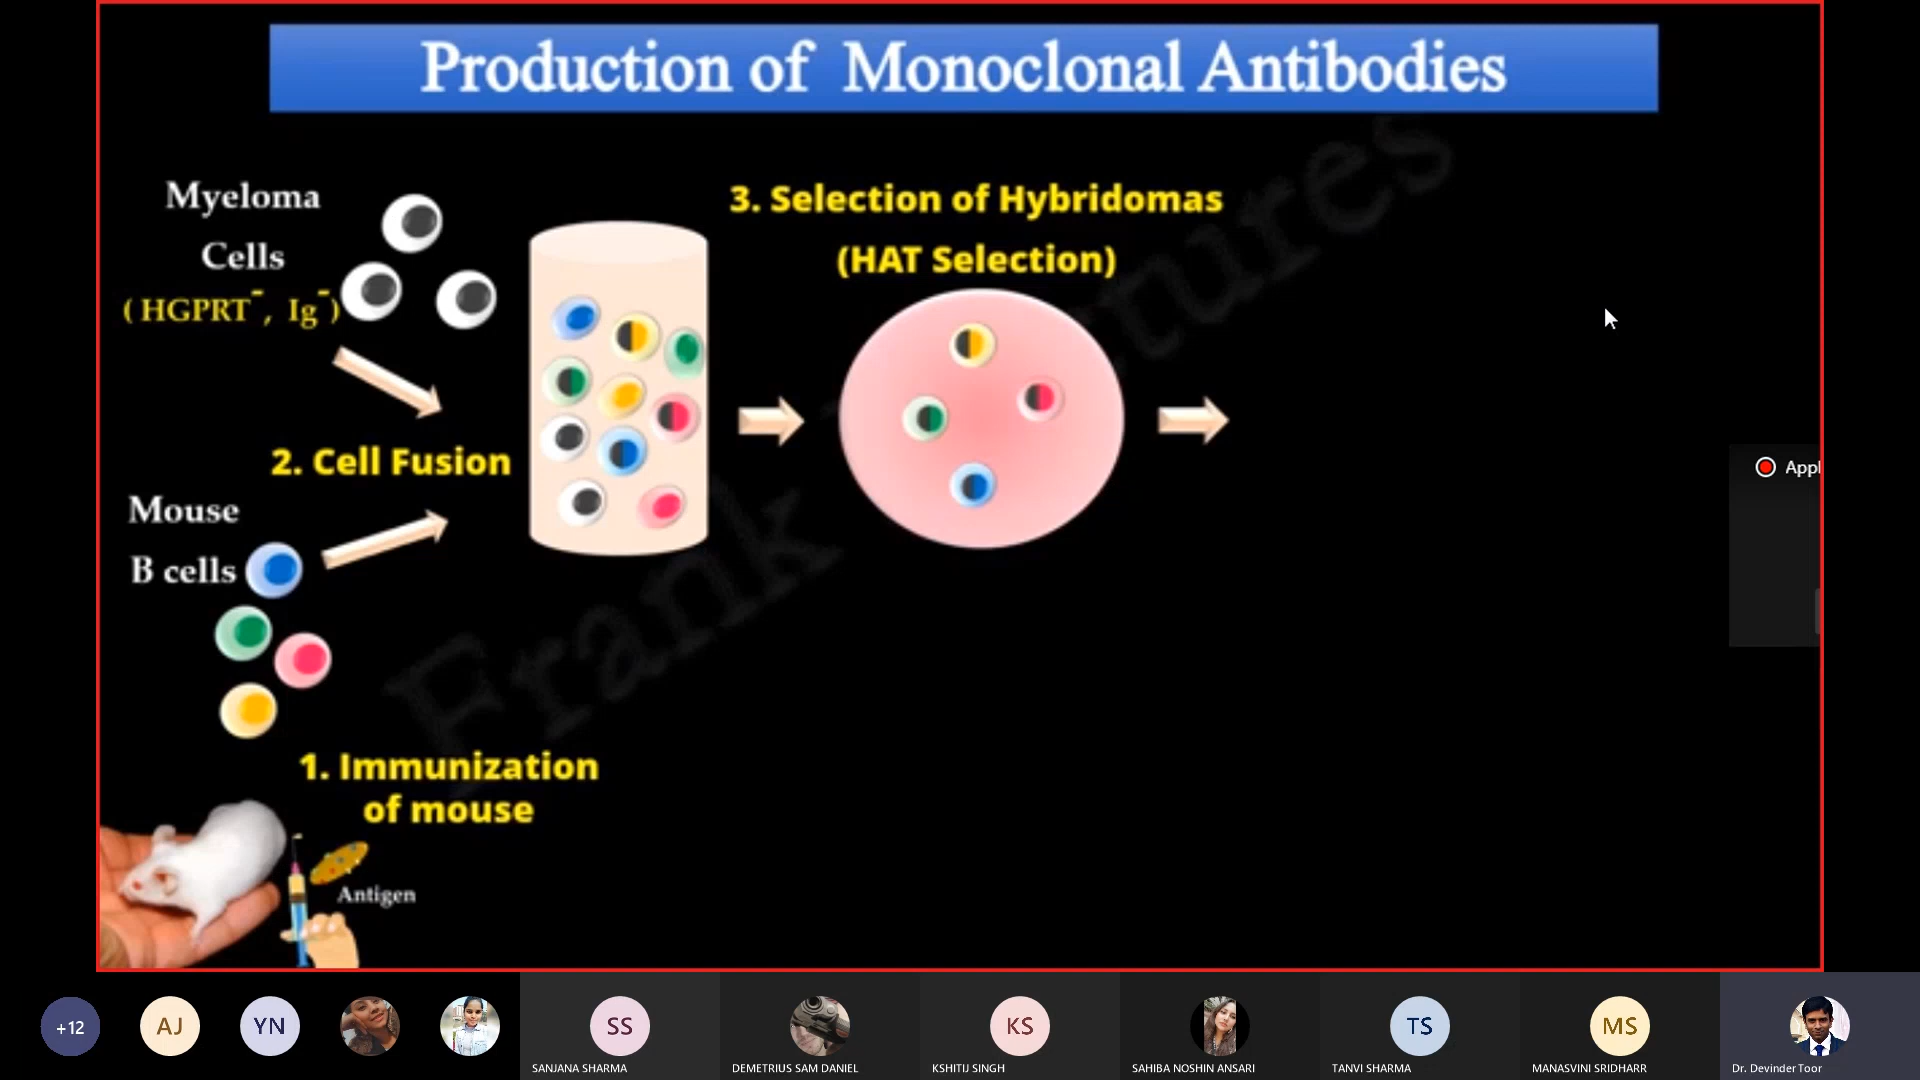 Production of Monoclonal Antibodies
Myeloma
Cells
(HGPRT⁻, Ig⁻)
3. Selection of Hybridomas
(HAT Selection)
2. Cell Fusion
Mouse
B cells
1. Immunization
of mouse
Antigen
Frank
Appl
+12
AJ
YN
SS
KS
TS
MS
SANJANA SHARMA
DEMETRIUS SAM DANIEL
KSHITIJ SINGH
SAHIBA NOSHIN ANSARI
TANVI SHARMA
MANASVINI SRIDHARR
Dr. Devinder Toor